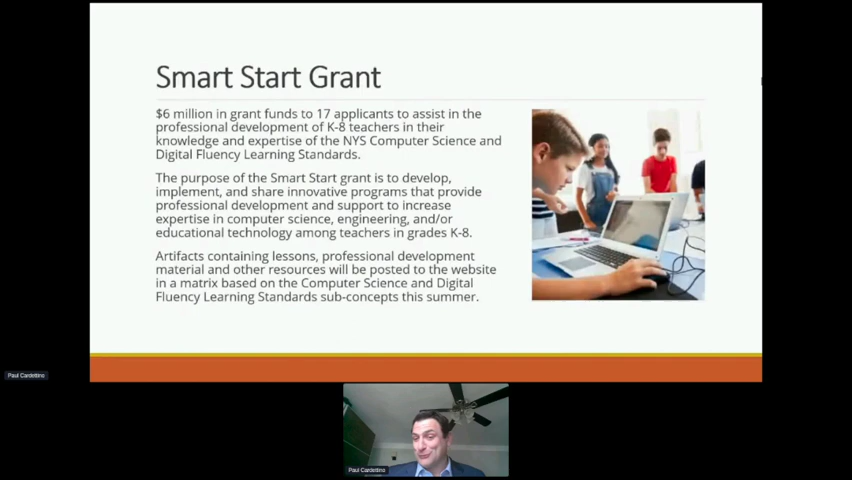 Smart Start Grant
$6 million in grant funds to 17 applicants to assist in the
professional development of K-8 teachers in their
knowledge and expertise of the NYS Computer Science and
Digital Fluency Learning Standards.
The purpose of the Smart Start grant is to develop,
implement, and share innovative programs that provide
professional development and support to increase
expertise in computer science, engineering, and/or
educational technology among teachers in grades K-8.
Artifacts containing lessons, professional development
material and other resources will be posted to the website
in a matrix based on the Computer Science and Digital
Fluency Learning Standards sub-concepts this summer.
Paul Cardettino
Paul Cardettino